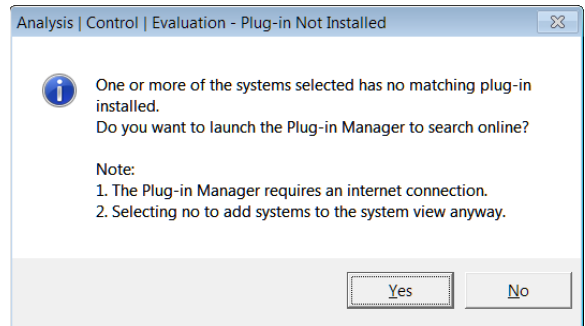 Analysis | Control | Evaluation - Plug-in Not Installed
One or more of the systems selected has no matching plug-in
installed.
Do you want to launch the Plug-in Manager to search online?
Note:
1. The Plug-in Manager requires an internet connection.
2. Selecting no to add systems to the system view anyway.
Yes
No